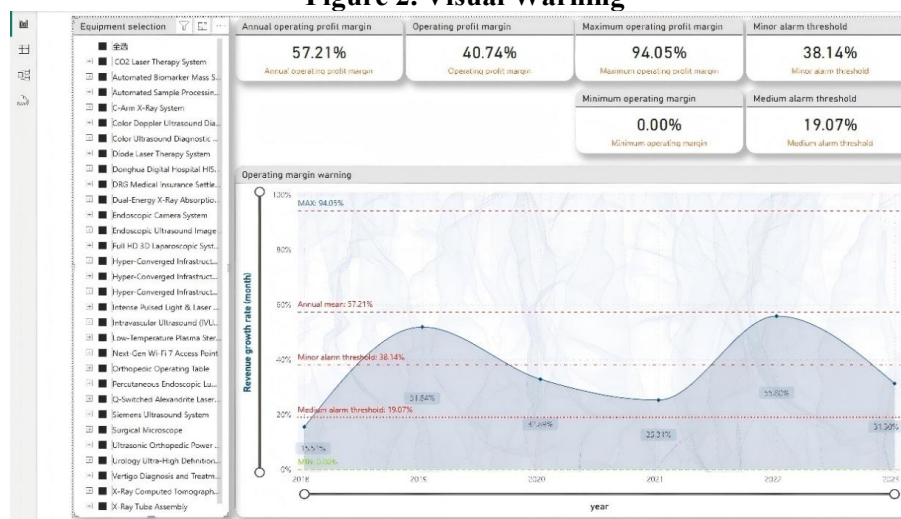 Figure 2. Visual Warning
Equipment selection
全选
CO2 Laser Therapy System
Automated Biomarker Mass S...
Automated Sample Processin...
C-Arm X-Ray System
Color Doppler Ultrasound Dia...
Color Ultrasound Diagnostic ...
Diode Laser Therapy System
Donghua Digital Hospital HIS...
DRG Medical Insurance Settle...
Dual-Energy X-Ray Absorptio...
Endoscopic Camera System
Endoscopic Ultrasound Image
Full HD 3D Laparoscopic Syst...
Hyper-Converged Infrastruct...
Hyper-Converged Infrastruct...
Hyper-Converged Infrastruct...
Intense Pulsed Light & Laser ...
Intravascular Ultrasound (IVU...
Low-Temperature Plasma Ster...
Next-Gen Wi-Fi 7 Access Point
Orthopedic Operating Table
Percutaneous Endoscopic Lu...
Q-Switched Alexandrite Laser...
Siemens Ultrasound System
Surgical Microscope
Ultrasonic Orthopedic Power ...
Urology Ultra-High Definition...
Vertigo Diagnosis and Treatm...
X-Ray Computed Tomograph...
X-Ray Tube Assembly
Annual operating profit margin
57.21%
Annual operating profit margin
Operating profit margin
40.74%
Operating profit margin
Maximum operating profit margin
94.05%
Maximum operating profit margin
Minor alarm threshold
38.14%
Minor alarm threshold
Minimum operating margin
0.00%
Minimum operating margin
Medium alarm threshold
19.07%
Medium alarm threshold
Operating margin warning
Revenue growth rate (month)
100%
80%
60%
40%
20%
0%
MAX: 94.05%
Annual mean: 57.21%
Minor alarm threshold: 38.14%
Medium alarm threshold: 19.07%
MIN: 0.00%
15.51%
51.84%
25.31%
55.80%
2018
2019
2020
2021
2022
2023
year